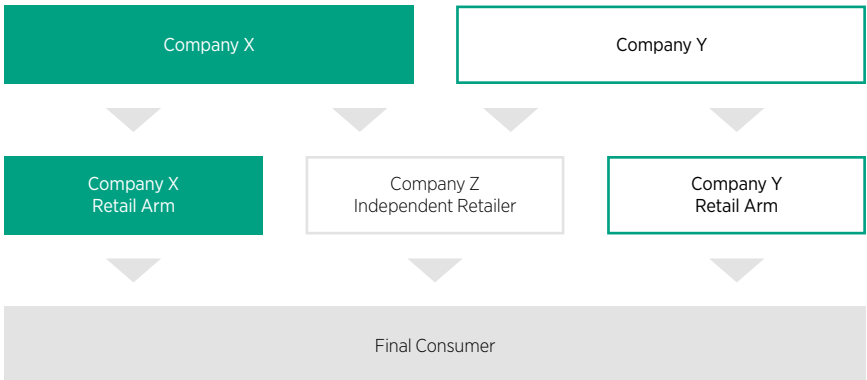 Company X
Company Y
Company X
Retail Arm
Company Z
Independent Retailer
Company Y
Retail Arm
Final Consumer